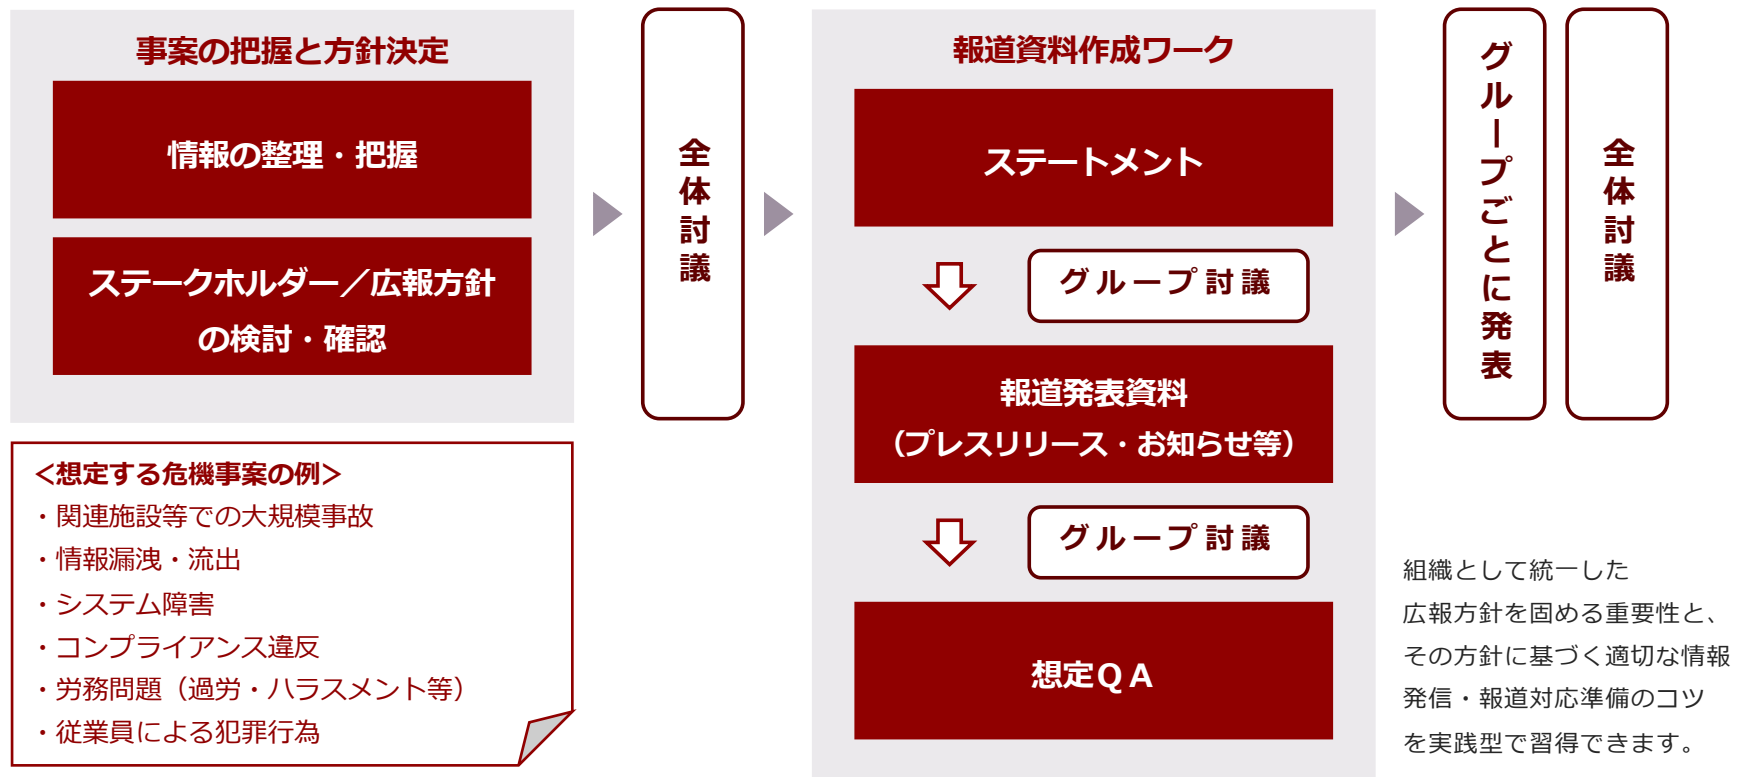 事案の把握と方針決定
情報の整理・把握
ステークホルダー／広報方針
の検討・確認
＜想定する危機事案の例＞
・関連施設等での大規模事故
・情報漏洩・流出
・システム障害
・コンプライアンス違反
・労務問題（過労・ハラスメント等）
・従業員による犯罪行為
全体討議
報道資料作成ワーク
ステートメント
グループ討議
報道発表資料
（プレスリリース・お知らせ等）
グループ討議
想定ＱＡ
グループごとに発表
全体討議
組織として統一した
広報方針を固める重要性と、
その方針に基づく適切な情報
発信・報道対応準備のコツ
を実践型で習得できます。